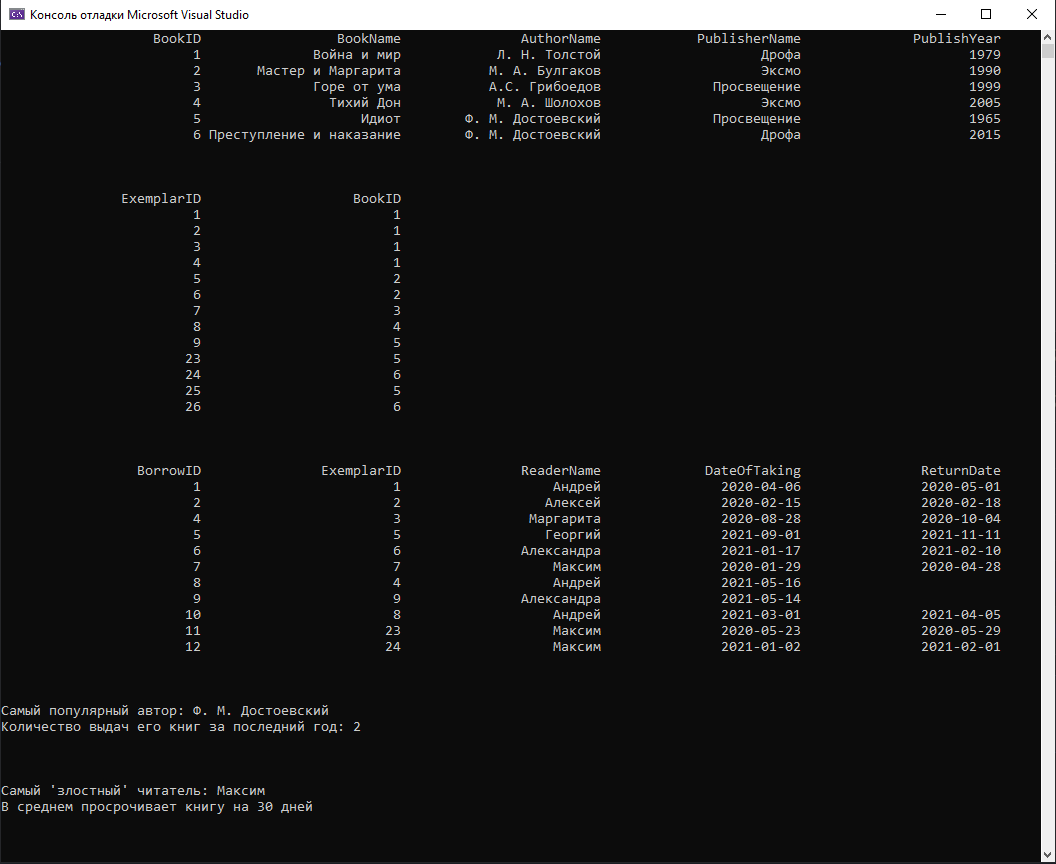 Консоль отладки Microsoft Visual Studio
BookID BookName AuthorName PublisherName PublishYear
1 Война и мир Л. Н. Толстой Дрофа 1979
2 Мастер и Маргарита М. А. Булгаков Эксмо 1990
3 Горе от ума А.С. Грибоедов Просвещение 1999
4 Тихий Дон М. А. Шолохов Эксмо 2005
5 Идиот Ф. М. Достоевский Просвещение 1965
6 Преступление и наказание Ф. М. Достоевский Дрофа 2015
ExemplarID BookID
1 1
2 1
3 1
4 1
5 2
6 2
7 3
8 4
9 5
23 5
24 6
25 5
26 6
BorrowID ExemplarID ReaderName DateOfTaking ReturnDate
1 1 Андрей 2020-04-06 2020-05-01
2 2 Алексей 2020-02-15 2020-02-18
4 3 Маргарита 2020-08-28 2020-10-04
5 5 Георгий 2021-09-01 2021-11-11
6 6 Александра 2021-01-17 2021-02-10
7 7 Максим 2020-01-29 2020-04-28
8 4 Андрей 2021-05-16
9 9 Александра 2021-05-14
10 8 Андрей 2021-03-01 2021-04-05
11 23 Максим 2020-05-23 2020-05-29
12 24 Максим 2021-01-02 2021-02-01
Самый популярный автор: Ф. М. Достоевский
Количество выдач его книг за последний год: 2
Самый 'злостный' читатель: Максим
В среднем просрочивает книгу на 30 дней